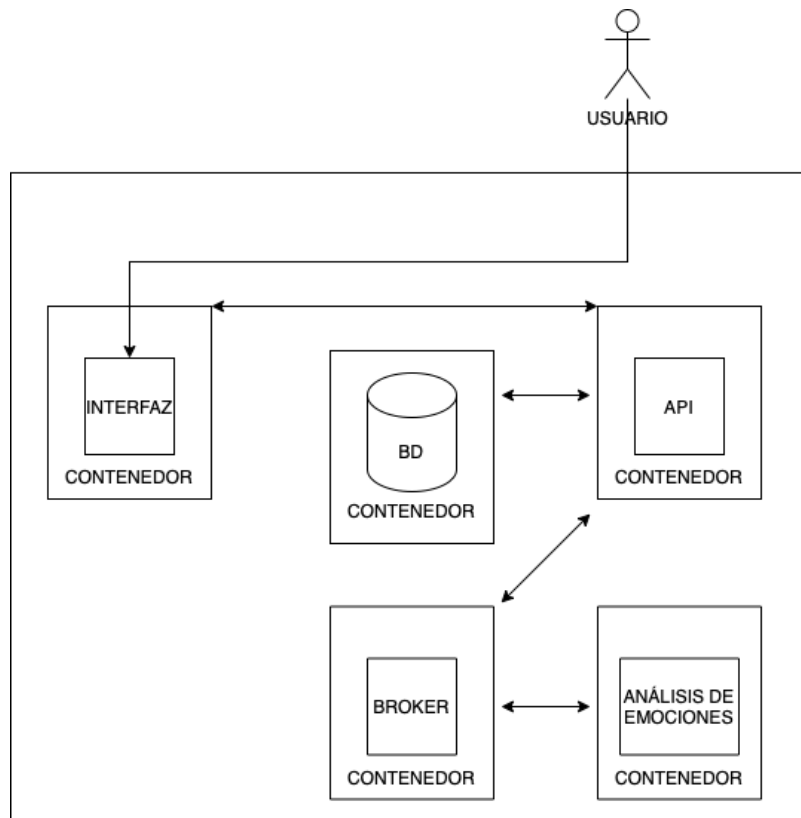 USUARIO
INTERFAZ
CONTENEDOR
BD
CONTENEDOR
API
CONTENEDOR
BROKER
CONTENEDOR
ANÁLISIS DE
EMOCIONES
CONTENEDOR